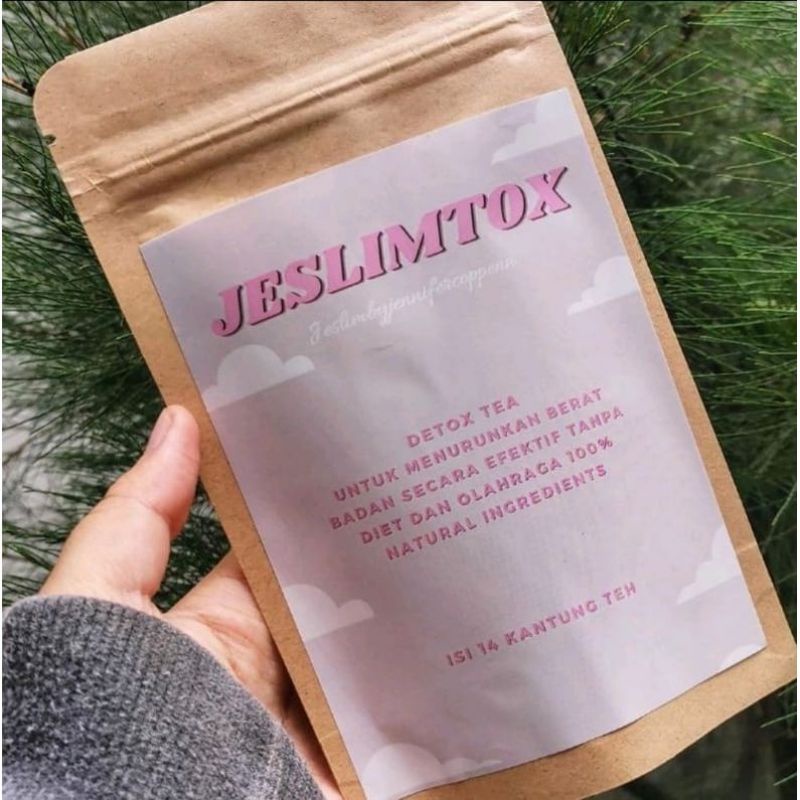 JESLIMTOX
Jeslimbyjennifercoppenn
DETOX TEA
UNTUK MENURUNKAN BERAT
BADAN SECARA EFEKTIF TANPA
DIET DAN OLAHRAGA 100%
NATURAL INGREDIENTS
ISI 14 KANTUNG TEH